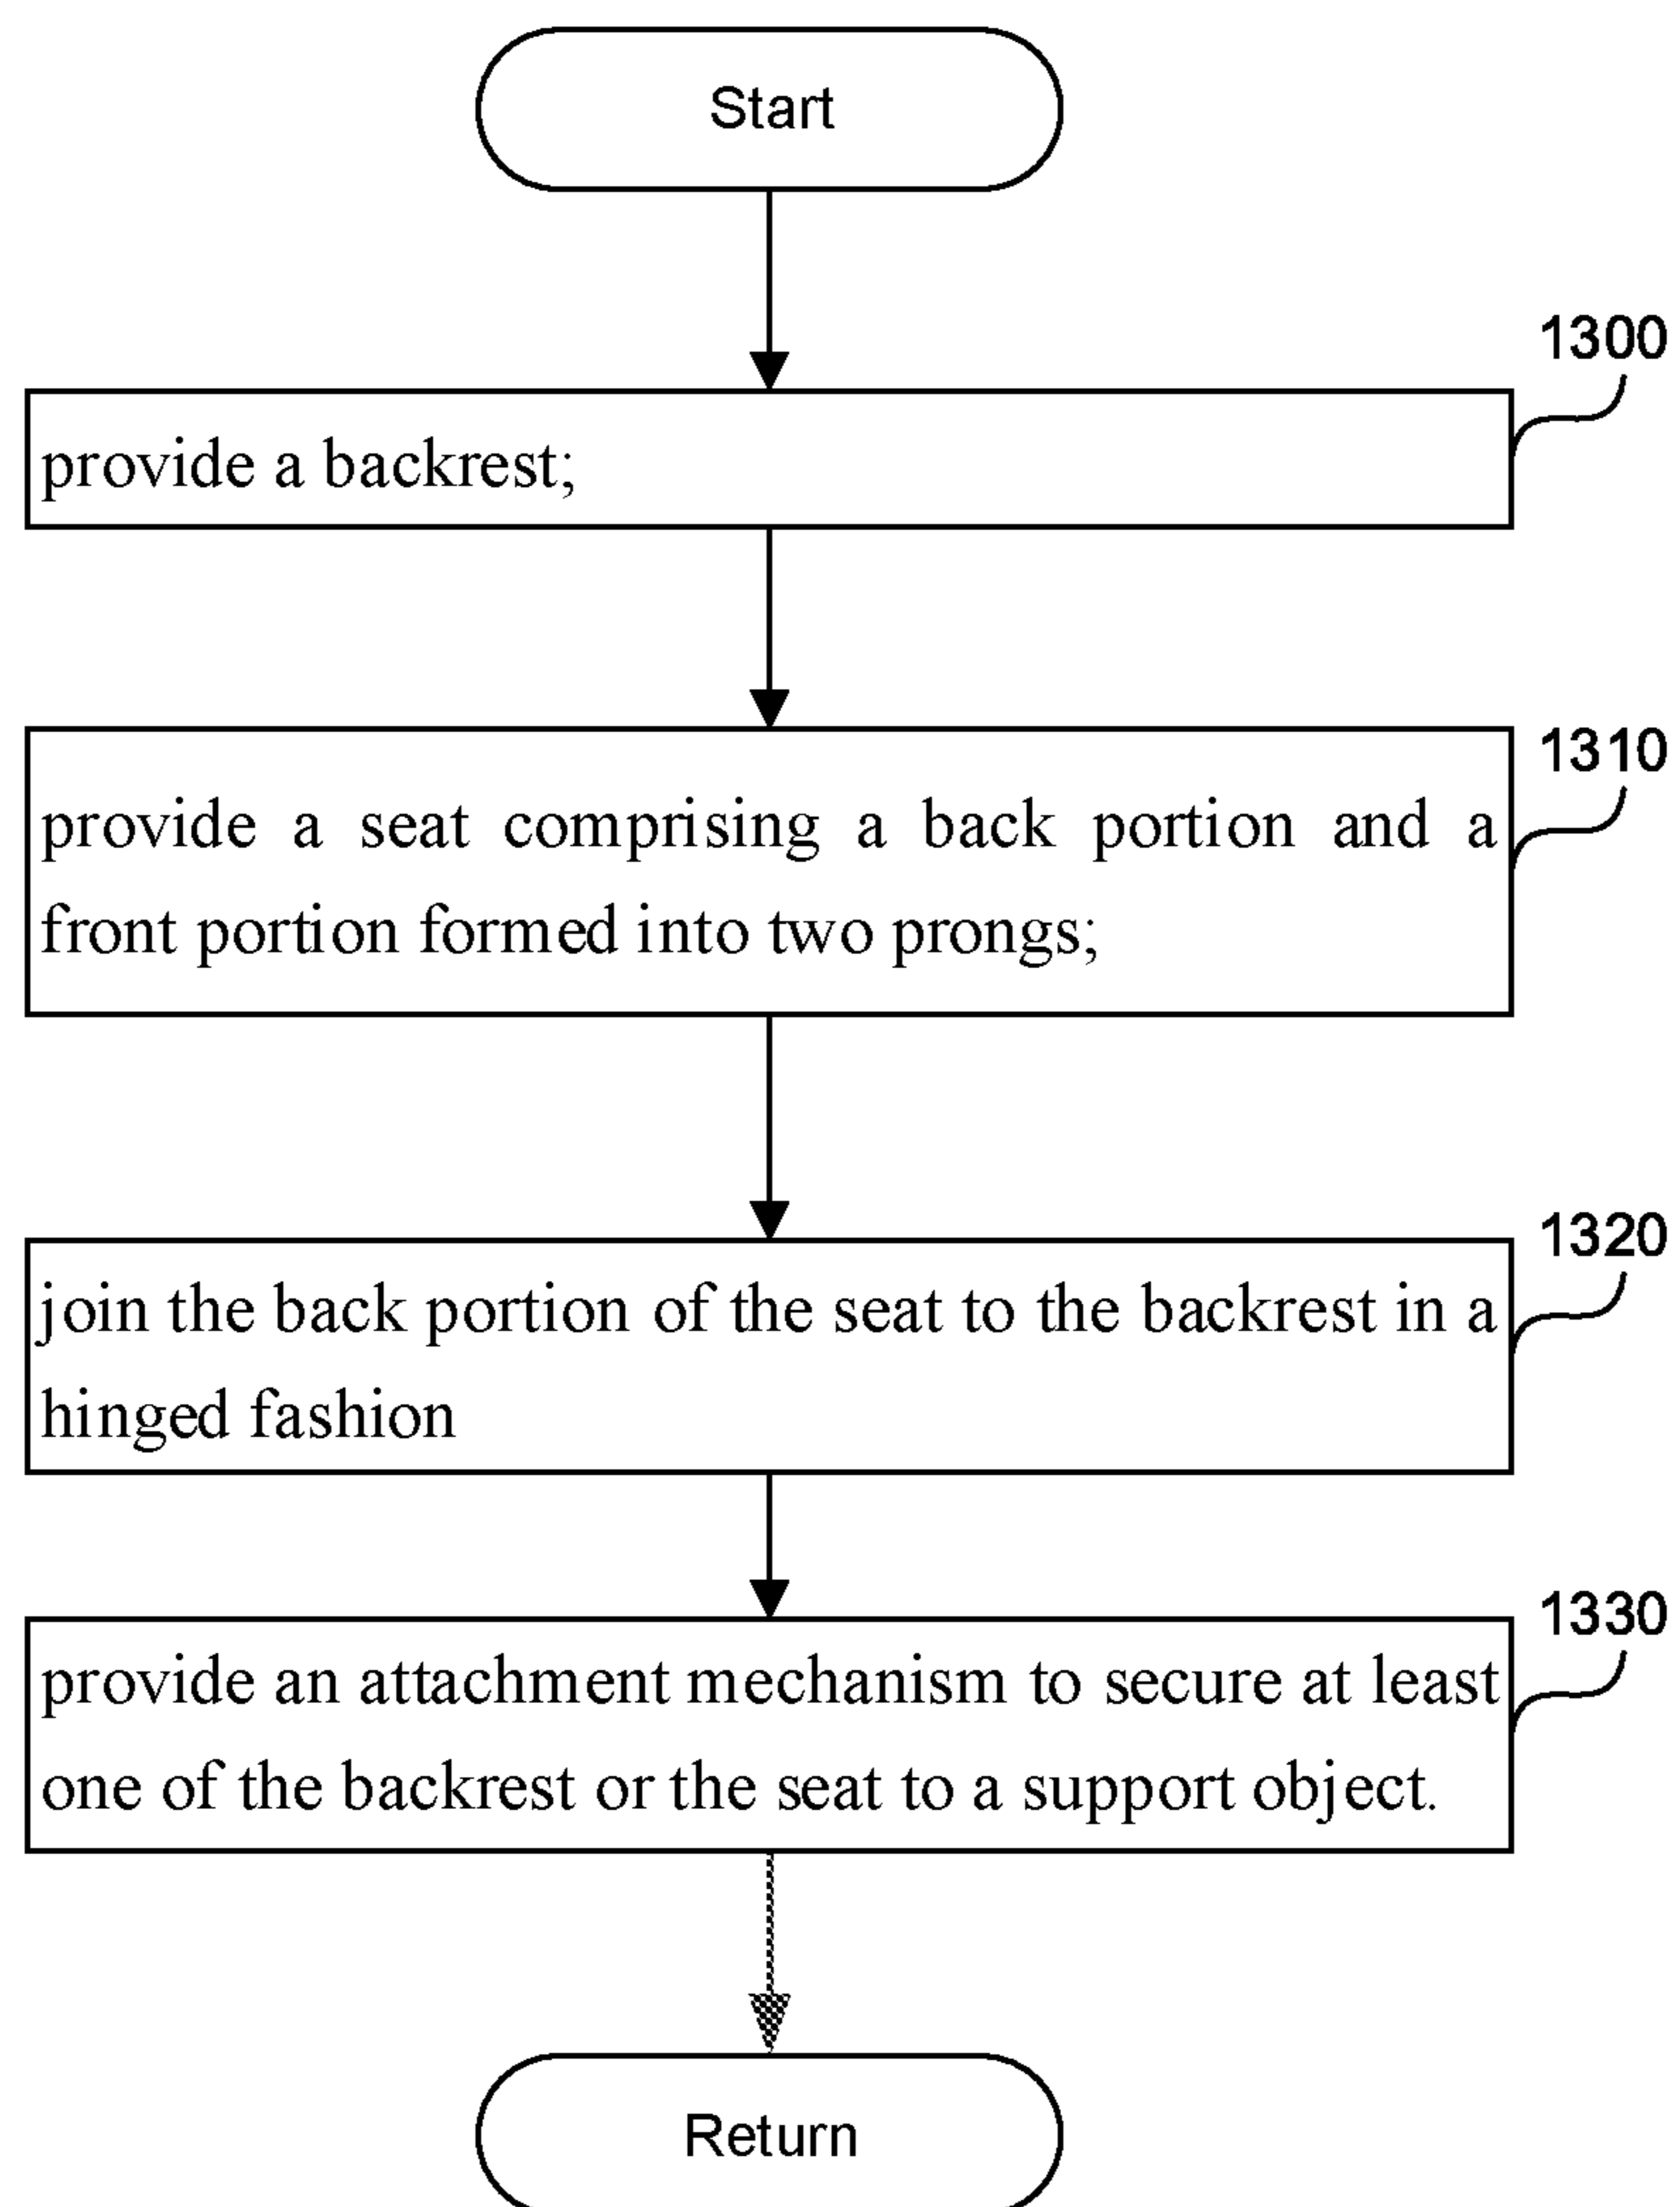 Start
1300
provide a backrest;
1310
provide a seat comprising a back portion and a
front portion formed into two prongs;
1320
join the back portion of the seat to the backrest in a
hinged fashion
1330
provide an attachment mechanism to secure at least
one of the backrest or the seat to a support object.
Return